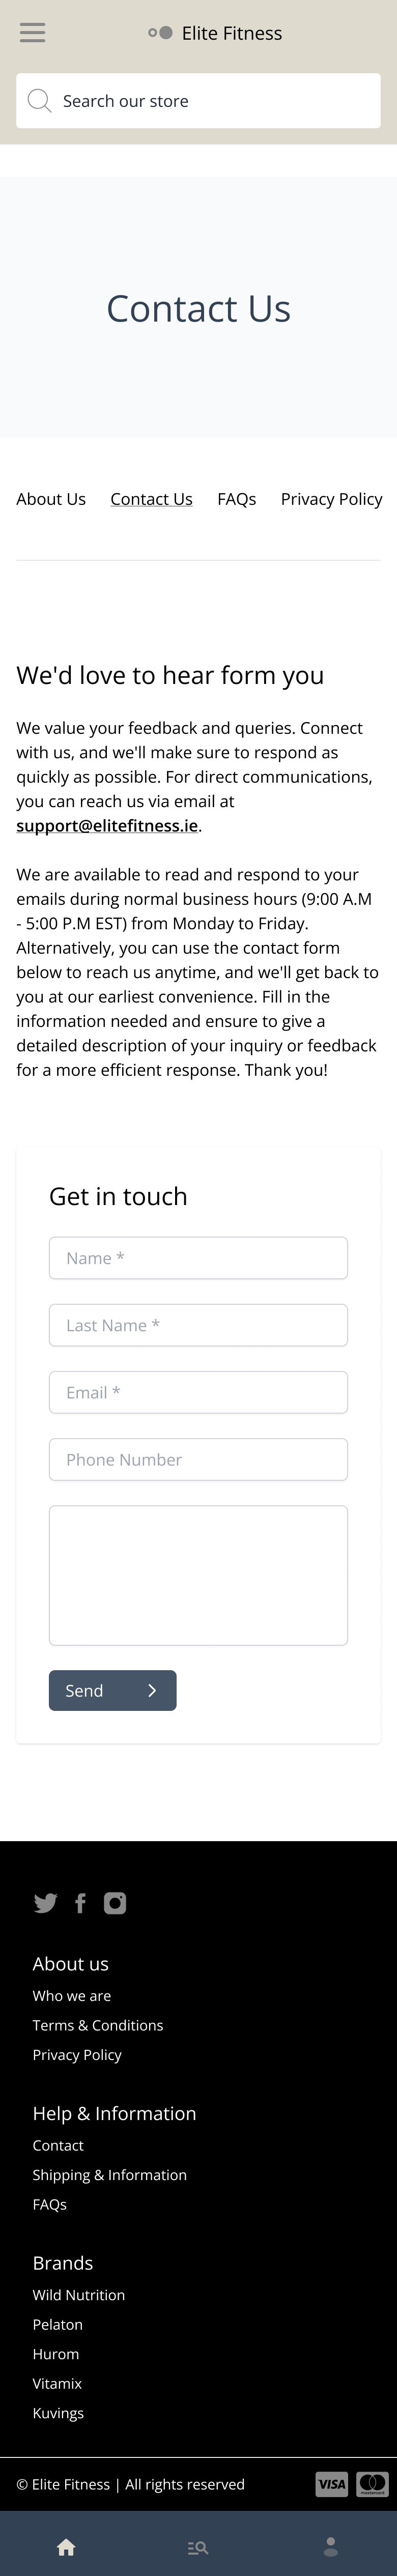 Elite Fitness
Search our store
Contact Us
About Us Contact Us FAQs Privacy Policy
We'd love to hear form you
We value your feedback and queries. Connect
with us, and we'll make sure to respond as
quickly as possible. For direct communications,
you can reach us via email at
support@elitefitness.ie.
We are available to read and respond to your
emails during normal business hours (9:00 A.M
- 5:00 P.M EST) from Monday to Friday.
Alternatively, you can use the contact form
below to reach us anytime, and we'll get back to
you at our earliest convenience. Fill in the
information needed and ensure to give a
detailed description of your inquiry or feedback
for a more efficient response. Thank you!
Get in touch
Name *
Last Name *
Email *
Phone Number
Send
About us
Who we are
Terms & Conditions
Privacy Policy
Help & Information
Contact
Shipping & Information
FAQs
Brands
Wild Nutrition
Pelaton
Hurom
Vitamix
Kuvings
© Elite Fitness | All rights reserved VISA mastercard